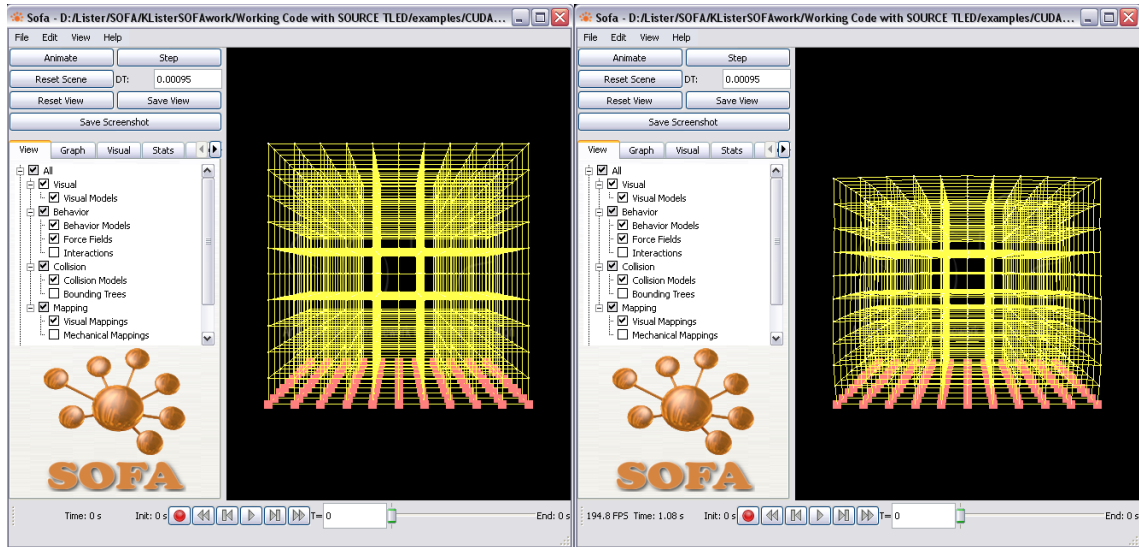 Sofa - D:/Lister/SOFA/KListerSOFAwork/Working Code with SOURCE TLED/examples/CUDA...
File Edit View Help
Animate Step
Reset Scene DT: 0.00095
Reset View Save View
Save Screenshot
View Graph Visual Stats
All
Visual
Visual Models
Behavior
Behavior Models
Force Fields
Interactions
Collision
Collision Models
Bounding Trees
Mapping
Visual Mappings
Mechanical Mappings
SOFA
Time: 0 s Init: 0 s T= 0 End: 0 s
Sofa - D:/Lister/SOFA/KListerSOFAwork/Working Code with SOURCE TLED/examples/CUDA...
File Edit View Help
Animate Step
Reset Scene DT: 0.00095
Reset View Save View
Save Screenshot
View Graph Visual Stats
All
Visual
Visual Models
Behavior
Behavior Models
Force Fields
Interactions
Collision
Collision Models
Bounding Trees
Mapping
Visual Mappings
Mechanical Mappings
SOFA
194.8 FPS Time: 1.08 s Init: 0 s T= 0 End: 0 s